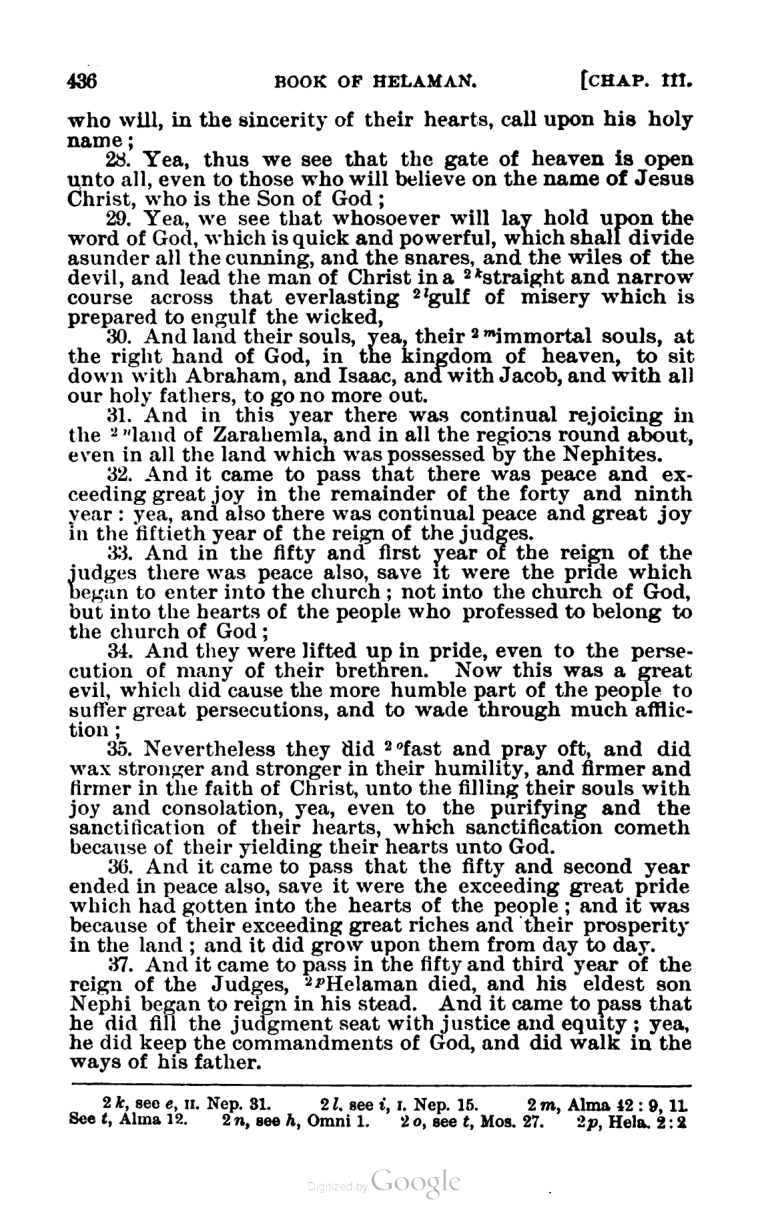 436 BOOK OF HELAMAN. [CHAP. III.
who will, in the sincerity of their hearts, call upon his holy
name;
28. Yea, thus we see that the gate of heaven is open
unto all, even to those who will believe on the name of Jesus
Christ, who is the Son of God;
29. Yea, we see that whosoever will lay hold upon the
word of God, which is quick and powerful, which shall divide
asunder all the cunning, and the snares, and the wiles of the
devil, and lead the man of Christ in a 2kstraight and narrow
course across that everlasting 2lgulf of misery which is
prepared to engulf the wicked,
30. And land their souls, yea, their 2mimmortal souls, at
the right hand of God, in the kingdom of heaven, to sit
down with Abraham, and Isaac, and with Jacob, and with all
our holy fathers, to go no more out.
31. And in this year there was continual rejoicing in
the 2nland of Zarahemla, and in all the regions round about,
even in all the land which was possessed by the Nephites.
32. And it came to pass that there was peace and ex-
ceeding great joy in the remainder of the forty and ninth
year: yea, and also there was continual peace and great joy
in the fiftieth year of the reign of the judges.
33. And in the fifty and first year of the reign of the
judges there was peace also, save it were the pride which
began to enter into the church; not into the church of God,
but into the hearts of the people who professed to belong to
the church of God;
34. And they were lifted up in pride, even to the perse-
cution of many of their brethren. Now this was a great
evil, which did cause the more humble part of the people to
suffer great persecutions, and to wade through much afflic-
tion;
35. Nevertheless they did 2ofast and pray oft, and did
wax stronger and stronger in their humility, and firmer and
firmer in the faith of Christ, unto the filling their souls with
joy and consolation, yea, even to the purifying and the
sanctification of their hearts, which sanctification cometh
because of their yielding their hearts unto God.
36. And it came to pass that the fifty and second year
ended in peace also, save it were the exceeding great pride
which had gotten into the hearts of the people; and it was
because of their exceeding great riches and their prosperity
in the land; and it did grow upon them from day to day.
37. And it came to pass in the fifty and third year of the
reign of the Judges, 2pHelaman died, and his eldest son
Nephi began to reign in his stead. And it came to pass that
he did fill the judgment seat with justice and equity; yea,
he did keep the commandments of God, and did walk in the
ways of his father.
2k, see e, II. Nep. 31. 2l, see i, I. Nep. 15. 2m, Alma 42:9, 11.
See t, Alma 12. 2n, see h, Omni 1. 2o, see t, Mos. 27. 2p, Hela. 2:2
Digitized by Google